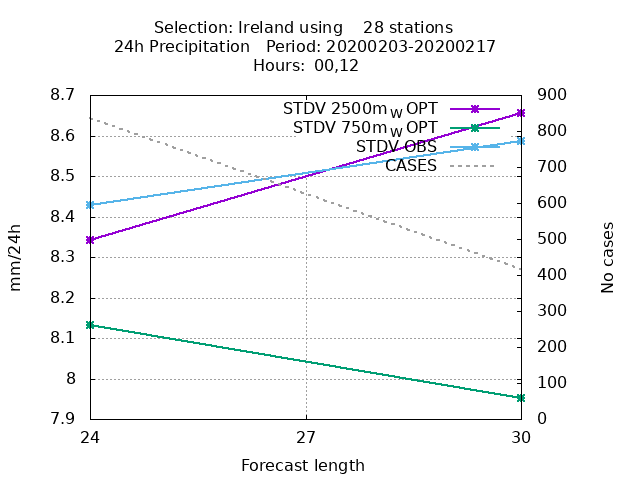 Selection: Ireland using    28 stations
24h Precipitation   Period: 20200203-20200217
Hours:  00,12
STDV 2500m_W OPT
STDV 750m_W OPT
STDV OBS
CASES
8.7
8.6
8.5
8.4
8.3
8.2
8.1
8
7.9
mm/24h
900
800
700
600
500
400
300
200
100
0
No cases
24 27 30
Forecast length